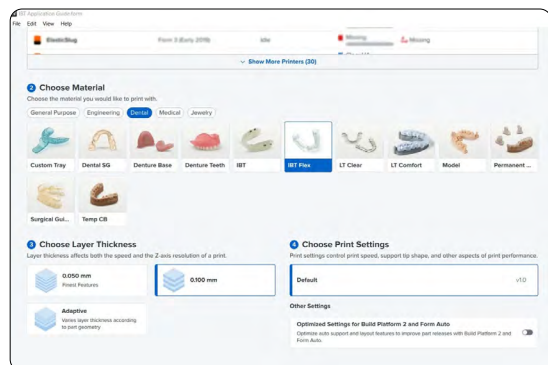 IBT Application Guide-form
File Edit View Help
ElasticSlug Form 3 (Early 2019) Idle Missing Missing
Show More Printers (30)
2 Choose Material
Choose the material you would like to print with.
General Purpose Engineering Dental Medical Jewelry
Custom Tray Dental SG Denture Base Denture Teeth IBT IBT Flex LT Clear LT Comfort Model Permanent ...
Surgical Gui... Temp CB
3 Choose Layer Thickness
Layer thickness affects both the speed and the Z-axis resolution of a print.
0.050 mm
Finest Features
0.100 mm
Adaptive
Varies layer thickness according
to part geometry
4 Choose Print Settings
Print settings control print speed, support tip shape, and other aspects of print performance.
Default v1.0
Other Settings
Optimized Settings for Build Platform 2 and Form Auto
Optimize auto support and layout features to improve part releases with Build Platform 2 and
Form Auto.